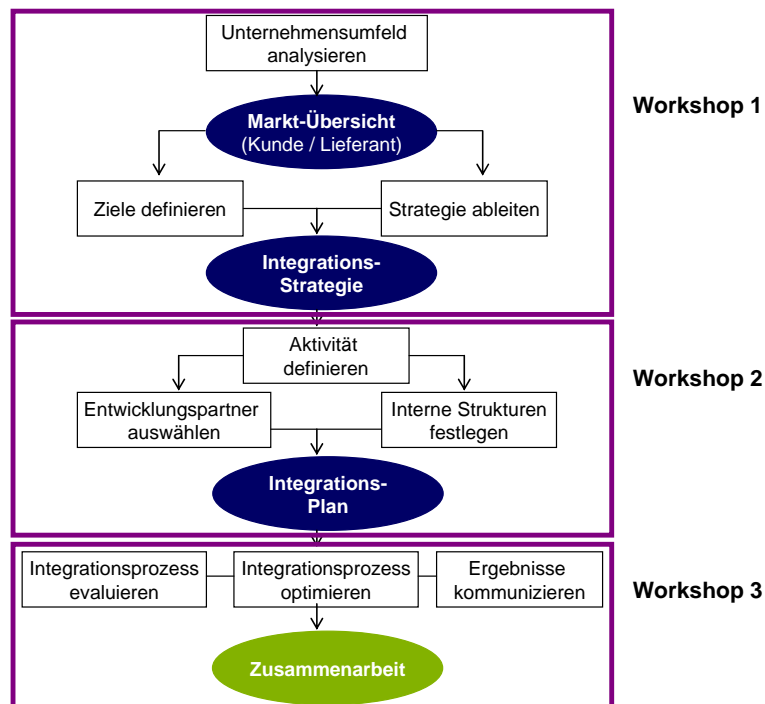 Unternehmensumfeld
analysieren
Workshop 1
Markt-Übersicht
(Kunde / Lieferant)
Ziele definieren
Strategie ableiten
Integrations-
Strategie
Aktivität
definieren
Workshop 2
Entwicklungspartner
auswählen
Interne Strukturen
festlegen
Integrations-
Plan
Integrationsprozess
evaluieren
Integrationsprozess
optimieren
Ergebnisse
kommunizieren
Workshop 3
Zusammenarbeit